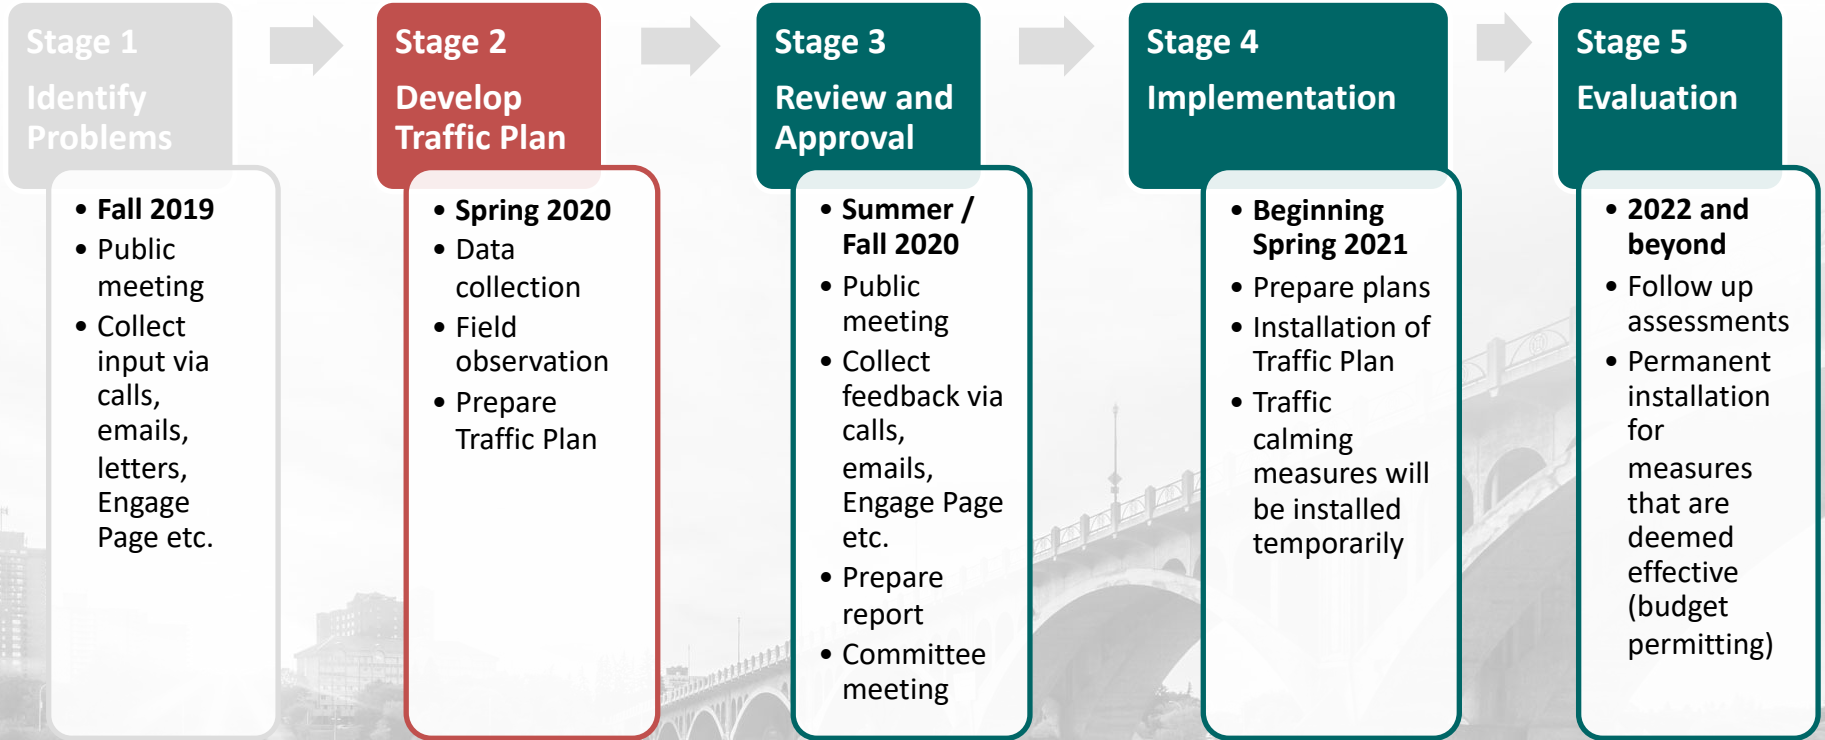 Stage 1
Identify
Problems
• Fall 2019
• Public
meeting
• Collect
input via
calls,
emails,
letters,
Engage
Page etc.
Stage 2
Develop
Traffic Plan
• Spring 2020
• Data
collection
• Field
observation
• Prepare
Traffic Plan
Stage 3
Review and
Approval
• Summer /
Fall 2020
• Public
meeting
• Collect
feedback via
calls,
emails,
Engage Page
etc.
• Prepare
report
• Committee
meeting
Stage 4
Implementation
• Beginning
Spring 2021
• Prepare plans
• Installation of
Traffic Plan
• Traffic
calming
measures will
be installed
temporarily
Stage 5
Evaluation
• 2022 and
beyond
• Follow up
assessments
• Permanent
installation
for
measures
that are
deemed
effective
(budget
permitting)